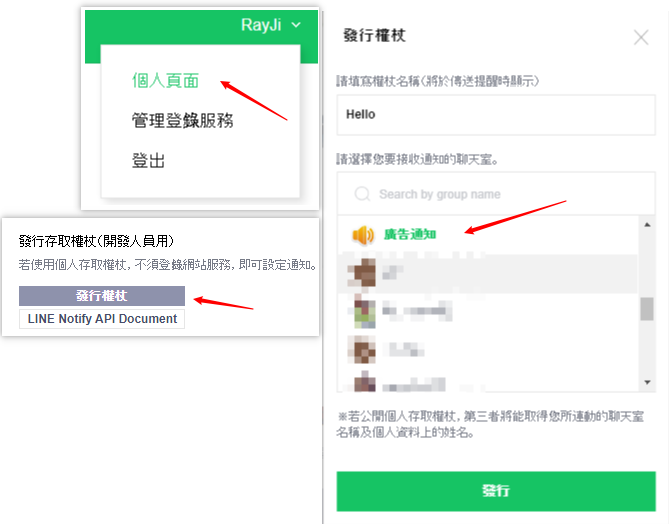 RayJi
個人頁面
管理登錄服務
登出
發行存取權杖(開發人員用)
若使用個人存取權杖, 不須登錄網站服務, 即可設定通知。
發行權杖
LINE Notify API Document
發行權杖
請填寫權杖名稱(將於傳送提醒時顯示)
Hello
請選擇您要接收通知的聊天室。
Search by group name
廣告通知
※若公開個人存取權杖, 第三者將能取得您所連動的聊天室
名稱及個人資料上的姓名。
發行